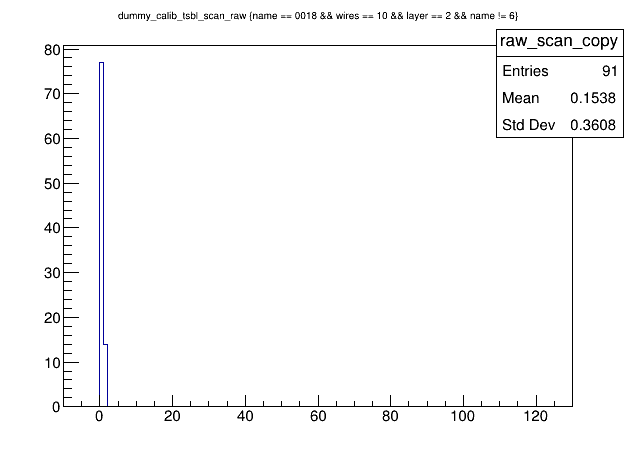 dummy_calib_tsbl_scan_raw {name == 0018 && wires == 10 && layer == 2 && name != 6}
raw_scan_copy
Entries 91
Mean 0.1538
Std Dev 0.3608
80
70
60
50
40
30
20
10
0
0 20 40 60 80 100 120